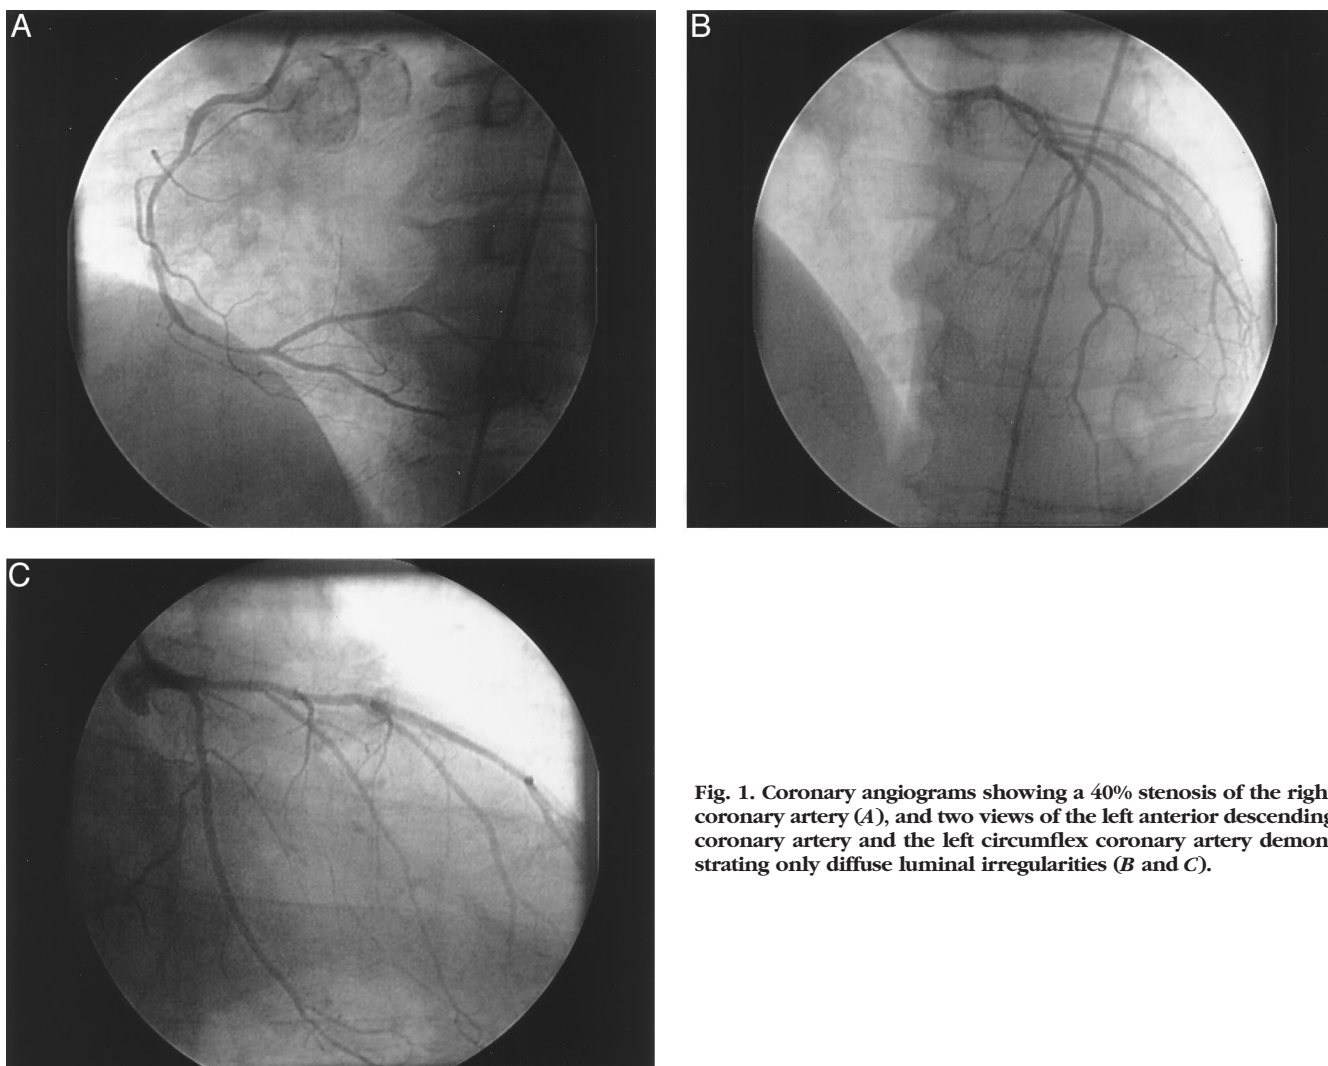 A
B
C
Fig. 1. Coronary angiograms showing a 40% stenosis of the righ
coronary artery (A), and two views of the left anterior descending
coronary artery and the left circumflex coronary artery demon
strating only diffuse luminal irregularities (B and C).